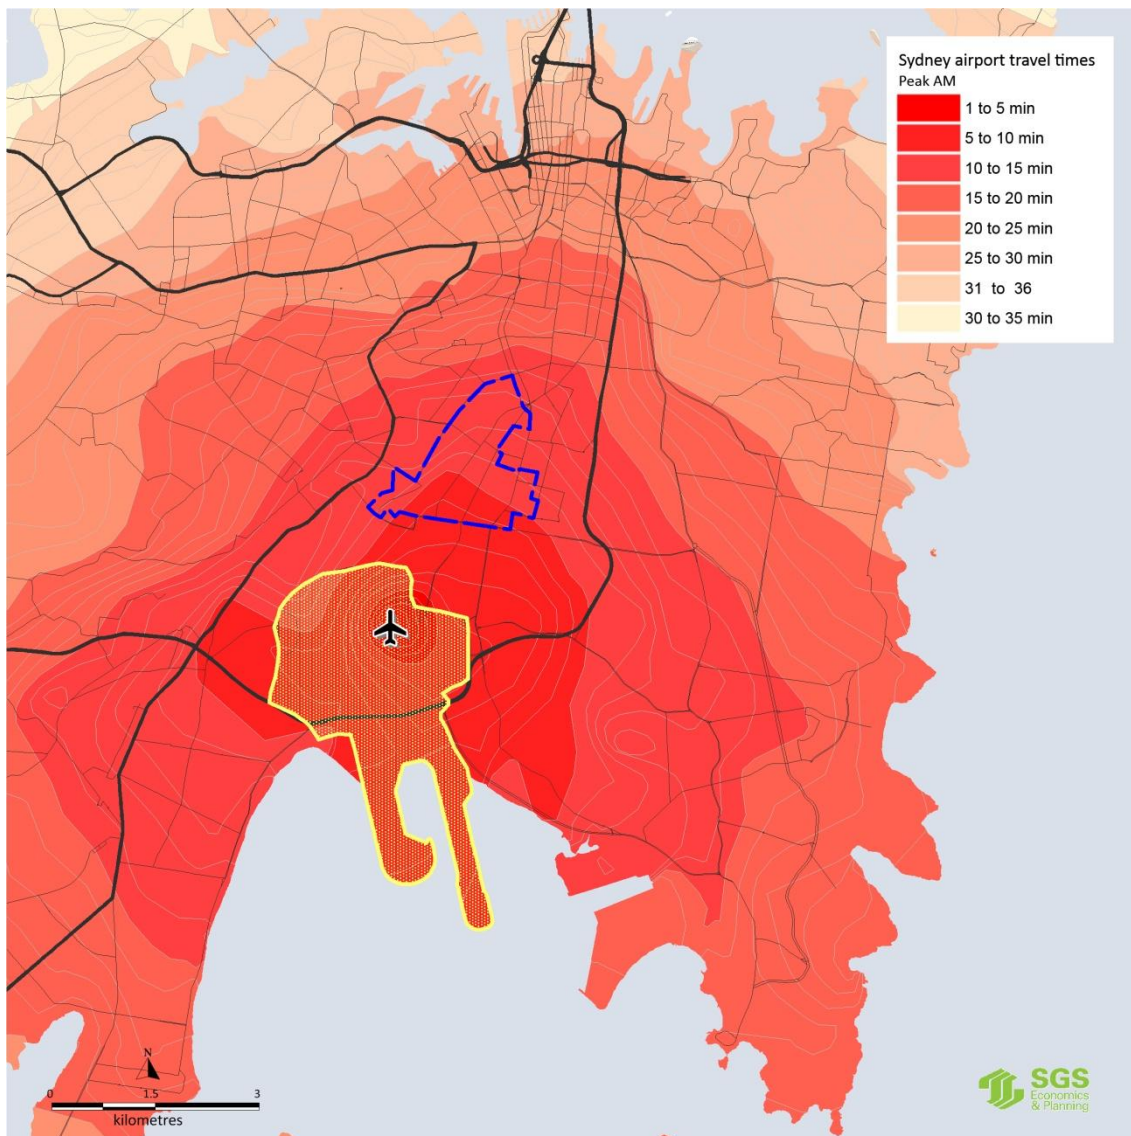 Sydney airport travel times
Peak AM
1 to 5 min
5 to 10 min
10 to 15 min
15 to 20 min
20 to 25 min
25 to 30 min
31 to 36
30 to 35 min
N
0 1.5 3
kilometres
SGS
Economics
& Planning